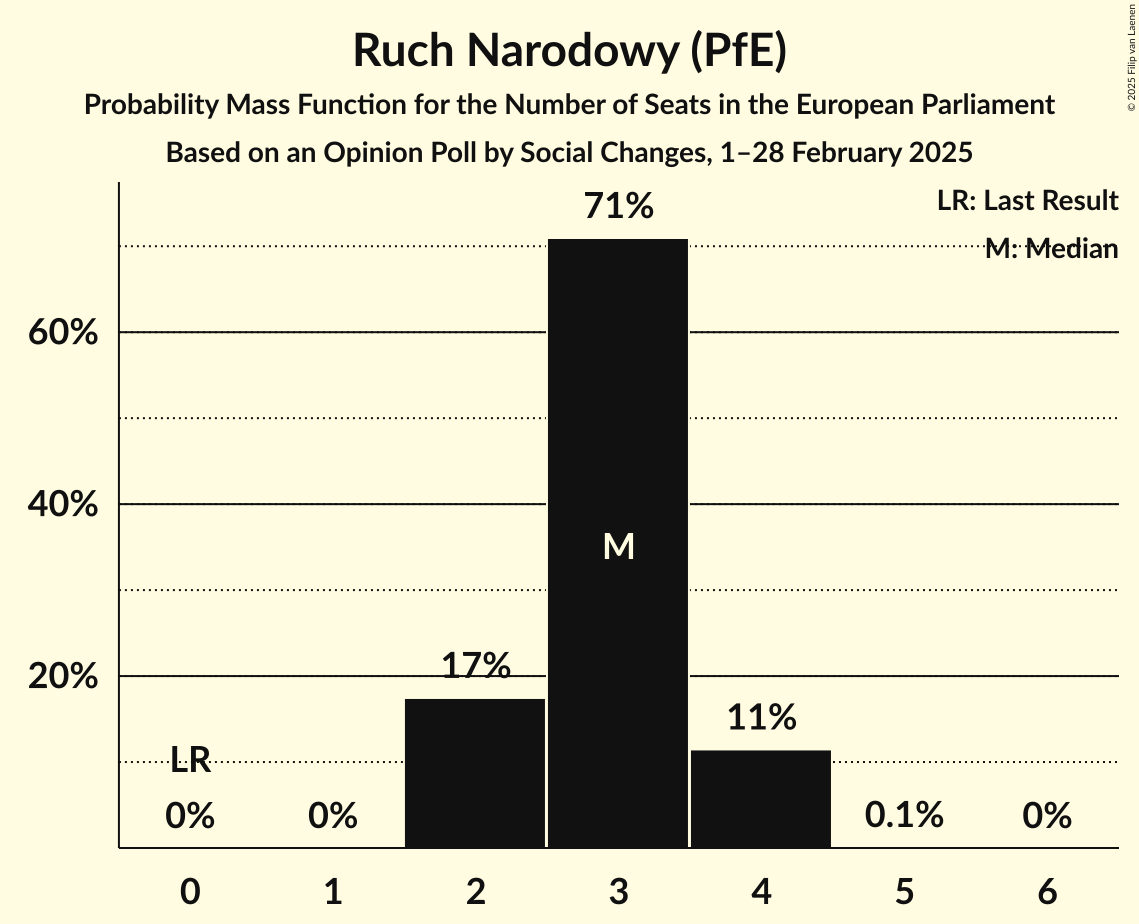 Ruch Narodowy (PfE)
Probability Mass Function for the Number of Seats in the European Parliament
Based on an Opinion Poll by Social Changes, 1–28 February 2025
© 2025 Filip van Laenen
LR: Last Result
M: Median
71%
60%
40%
M
20%
17%
11%
LR
0%
0%
0.1%
0%
0
1
2
3
4
5
6